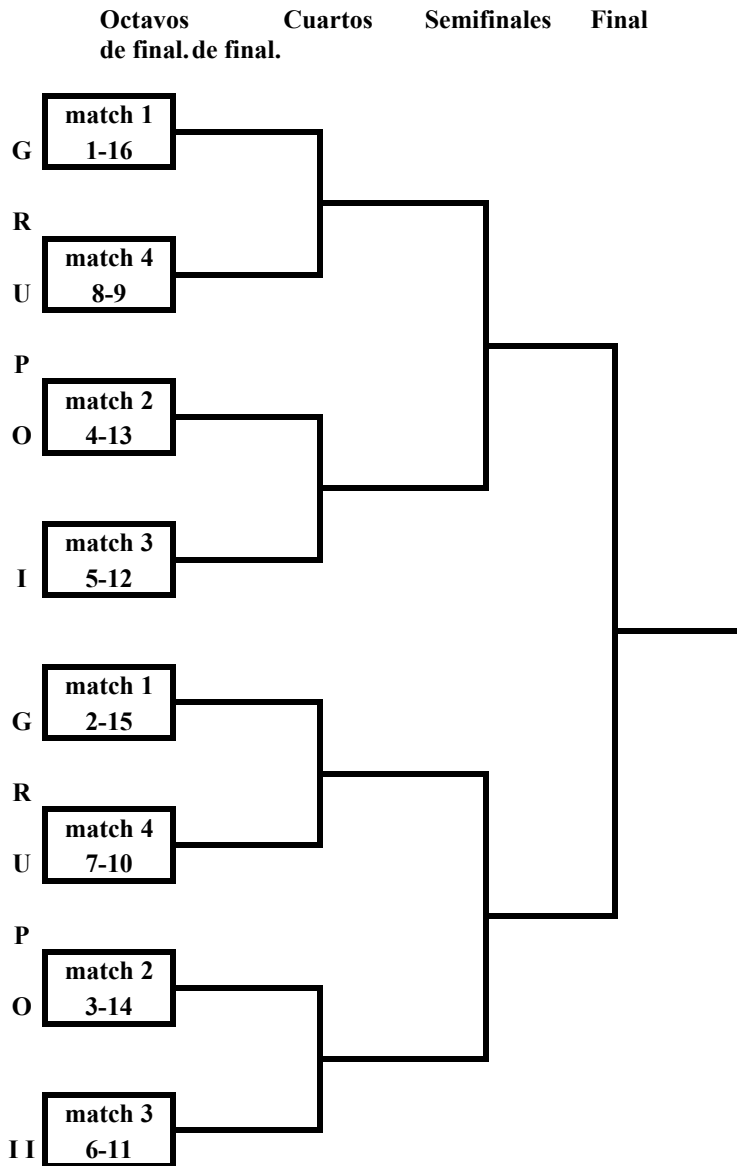 Octavos Cuartos Semifinales Final
de final. de final.
match 1
G 1-16
R
match 4
U 8-9
P
match 2
O 4-13
match 3
I 5-12
match 1
G 2-15
R
match 4
U 7-10
P
match 2
O 3-14
match 3
I I 6-11